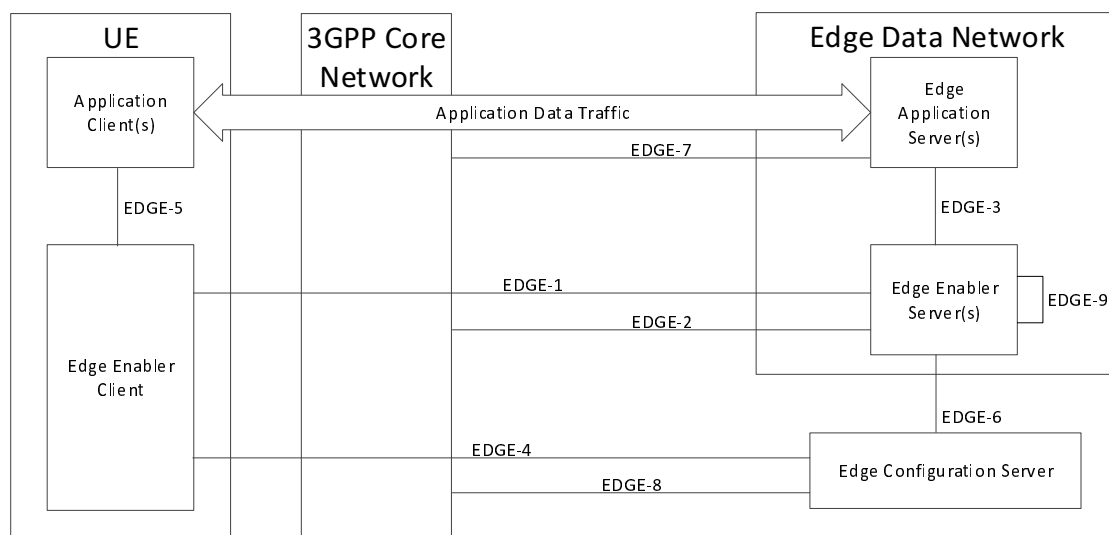 UE
3GPP Core
Network
Edge Data Network
Application
Client(s)
Application Data Traffic
Edge
Application
Server(s)
EDGE-7
EDGE-5
EDGE-3
EDGE-1
Edge Enabler
Server(s)
EDGE-9
EDGE-2
Edge Enabler
Client
EDGE-6
EDGE-4
Edge Configuration Server
EDGE-8